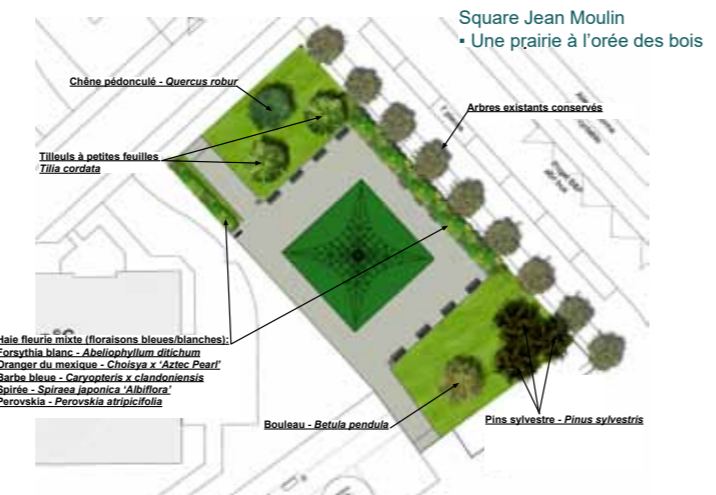 Square Jean Moulin
▪ Une prairie à l'orée des bois
Chêne pédonculé - Quercus robur
Arbres existants conservés
Tilleuls à petites feuilles
Tilia cordata
Haie fleurie mixte (floraisons bleues/blanches):
Forsythia blanc - Abeliophyllum ditichum
Oranger du mexique - Choisya x 'Aztec Pearl'
Barbe bleue - Caryopteris x clandoniensis
Spirée - Spiraea japonica 'Albiflora'
Perovskia - Perovskia atripicifolia
Bouleau - Betula pendula
Pins sylvestre - Pinus sylvestris